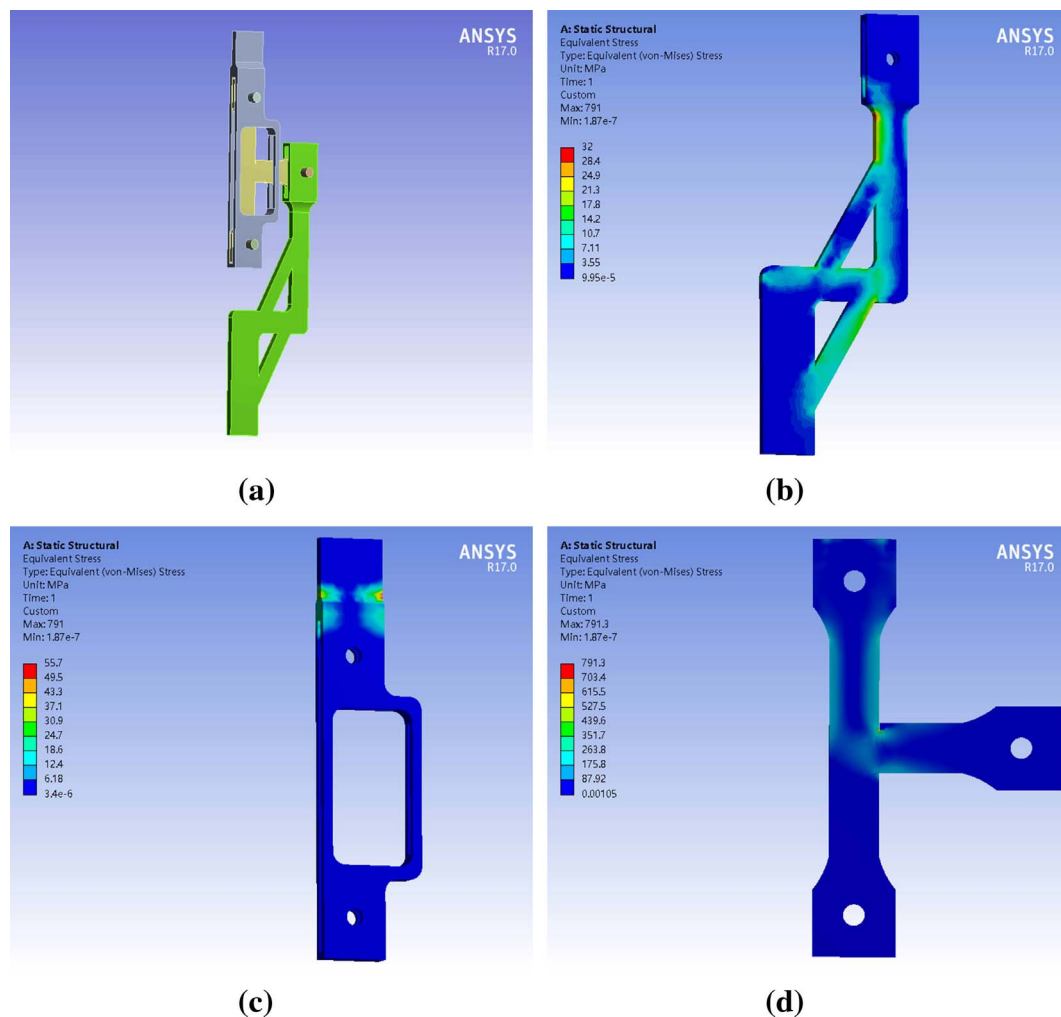 ANSYS
R17.0
(a)
A: Static Structural
Equivalent Stress
Type: Equivalent (von-Mises) Stress
Unit: MPa
Time: 1
Custom
Max: 791
Min: 1.87e-7
32
28.4
24.9
21.3
17.8
14.2
10.7
7.11
3.55
9.95e-5
ANSYS
R17.0
(b)
A: Static Structural
Equivalent Stress
Type: Equivalent (von-Mises) Stress
Unit: MPa
Time: 1
Custom
Max: 791
Min: 1.87e-7
55.7
49.5
43.3
37.1
30.9
24.7
18.6
12.4
6.18
3.4e-6
ANSYS
R17.0
(c)
A: Static Structural
Equivalent Stress
Type: Equivalent (von-Mises) Stress
Unit: MPa
Time: 1
Custom
Max: 791.3
Min: 1.87e-7
791.3
703.4
615.5
527.5
439.6
351.7
263.8
175.8
87.92
0.00105
ANSYS
R17.0
(d)